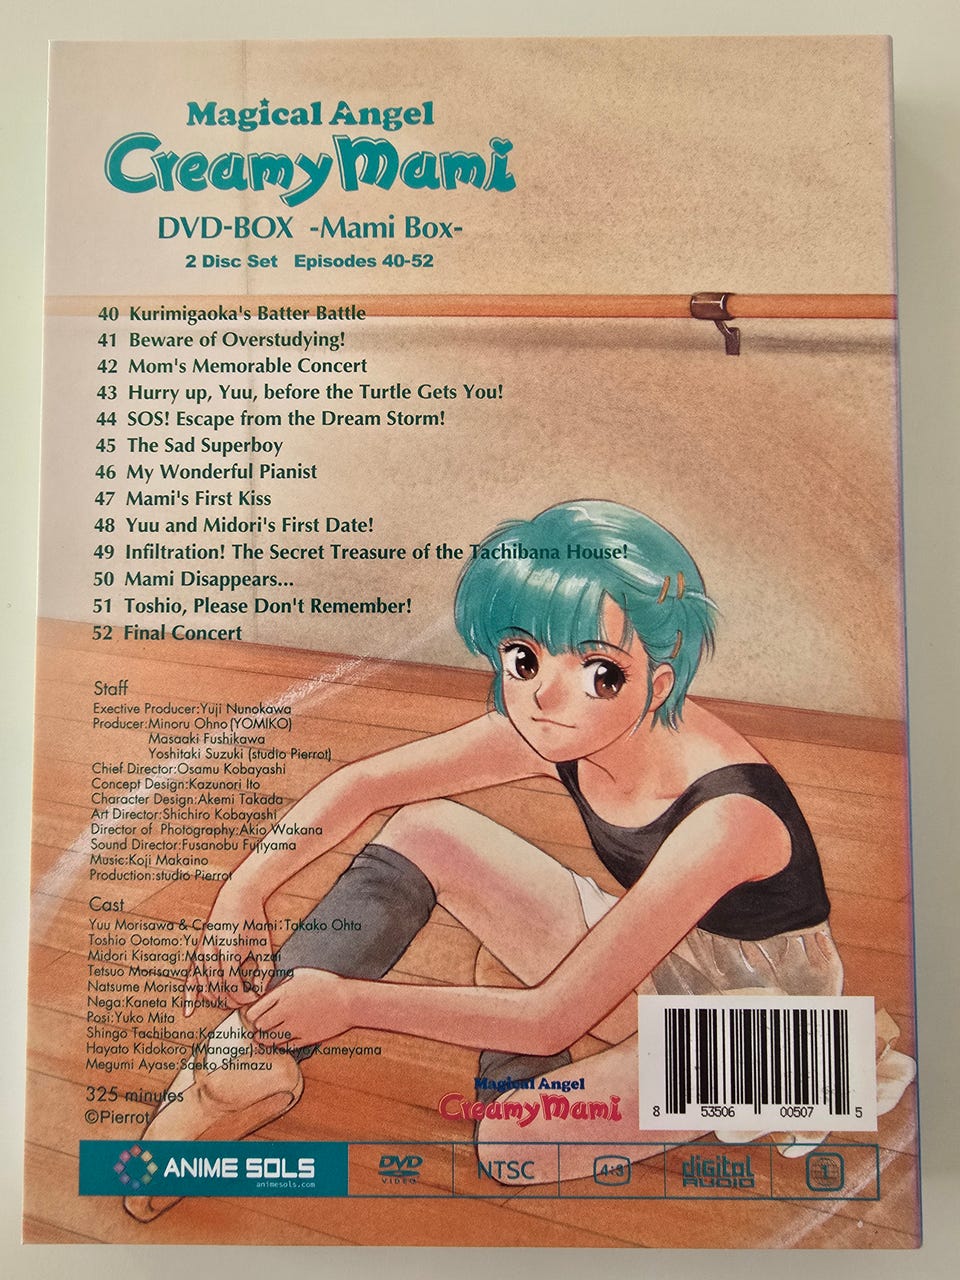 Magical Angel
Creamy Mami
DVD-BOX -Mami Box-
2 Disc Set Episodes 40-52
40 Kurimigaoka's Batter Battle
41 Beware of Overstudying!
42 Mom's Memorable Concert
43 Hurry up, Yuu, before the Turtle Gets You!
44 SOS! Escape from the Dream Storm!
45 The Sad Superboy
46 My Wonderful Pianist
47 Mami's First Kiss
48 Yuu and Midori's First Date!
49 Infiltration! The Secret Treasure of the Tachibana House!
50 Mami Disappears...
51 Toshio, Please Don't Remember!
52 Final Concert
Staff
Exective Producer:Yuji Nunokawa
Producer:Minoru Ohno(YOMIKO)
Masaaki Fushikawa
Yoshitaki Suzuki (studio Pierrot)
Chief Director:Osamu Kobayashi
Concept Design:Kazunori Ito
Character Design:Akemi Takada
Art Director:Shichiro Kobayashi
Director of Photography:Akio Wakana
Sound Director:Fusanobu Fujiyama
Music:Koji Makaino
Production:studio Pierrot
Cast
Yuu Morisawa & Creamy Mami:Takako Ohta
Toshio Ootomo:Yu Mizushima
Midori Kisaragi:Masahiro Anzai
Tetsuo Morisawa:Akira Murayama
Natsume Morisawa:Mika Doi
Nega:Kaneta Kimotsuki
Posi:Yuko Mita
Shingo Tachibana:Kazuhiko Inoue
Hayato Kidokoro (Manager):Sukekiyo Kameyama
Megumi Ayase:Saeko Shimazu
325 minutes
©Pierrot
Magical Angel
Creamy Mami
8 53506 00507 5
ANIME SOLS
animesols.com
DVD
VIDEO
NTSC
4:3
digital
AUDIO
1